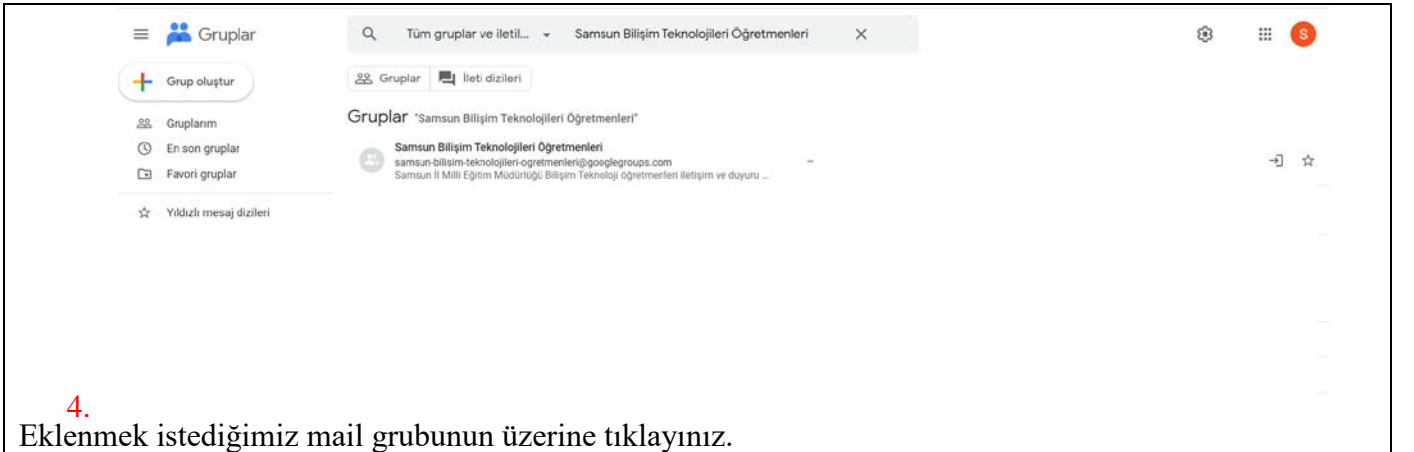 Gruplar
Tüm gruplar ve iletil...
Samsun Bilişim Teknolojileri Öğretmenleri
S
Grup oluştur
Gruplar
İleti dizileri
Gruplarım
En son gruplar
Favori gruplar
Yıldızlı mesaj dizileri
Gruplar "Samsun Bilişim Teknolojileri Öğretmenleri"
Samsun Bilişim Teknolojileri Öğretmenleri
samsun-bilisim-teknolojileri-ogretmenleri@googlegroups.com
Samsun İl Milli Eğitim Müdürlüğü Bilişim Teknoloji öğretmenleri iletişim ve duyuru ...
4.
Eklenmek istediğimiz mail grubunun üzerine tıklayınız.